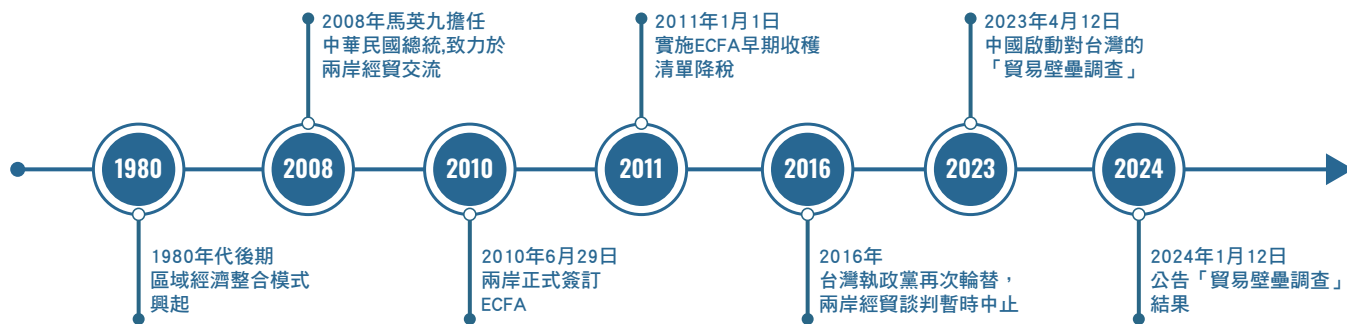 2008年馬英九擔任
中華民國總統,致力於
兩岸經貿交流
2011年1月1日
實施ECFA早期收穫
清單降稅
2023年4月12日
中國啟動對台灣的
「貿易壁壘調查」
1980
2008
2010
2011
2016
2023
2024
1980年代後期
區域經濟整合模式
興起
2010年6月29日
兩岸正式簽訂
ECFA
2016年
台灣執政黨再次輪替，
兩岸經貿談判暫時中止
2024年1月12日
公告「貿易壁壘調查」
結果